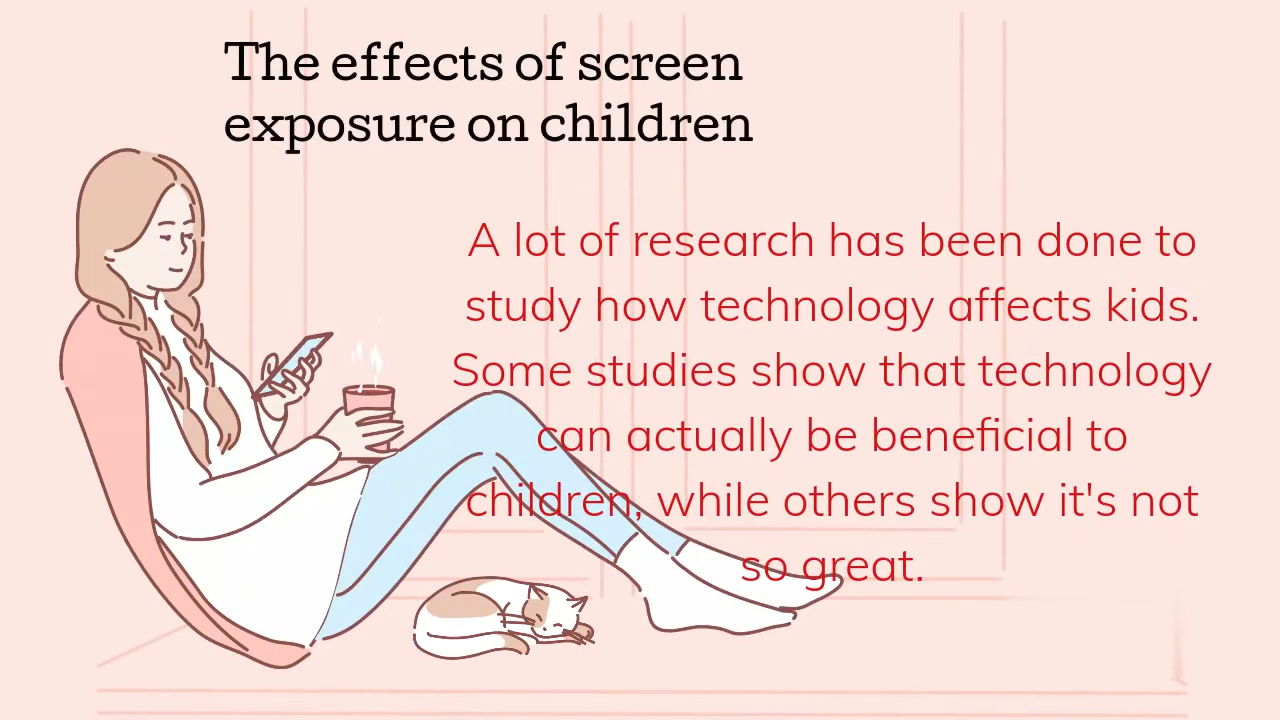 The effects of screen
exposure on children
A lot of research has been done to
study how technology affects kids.
Some studies show that technology
can actually be beneficial to
children, while others show it's not
so great.